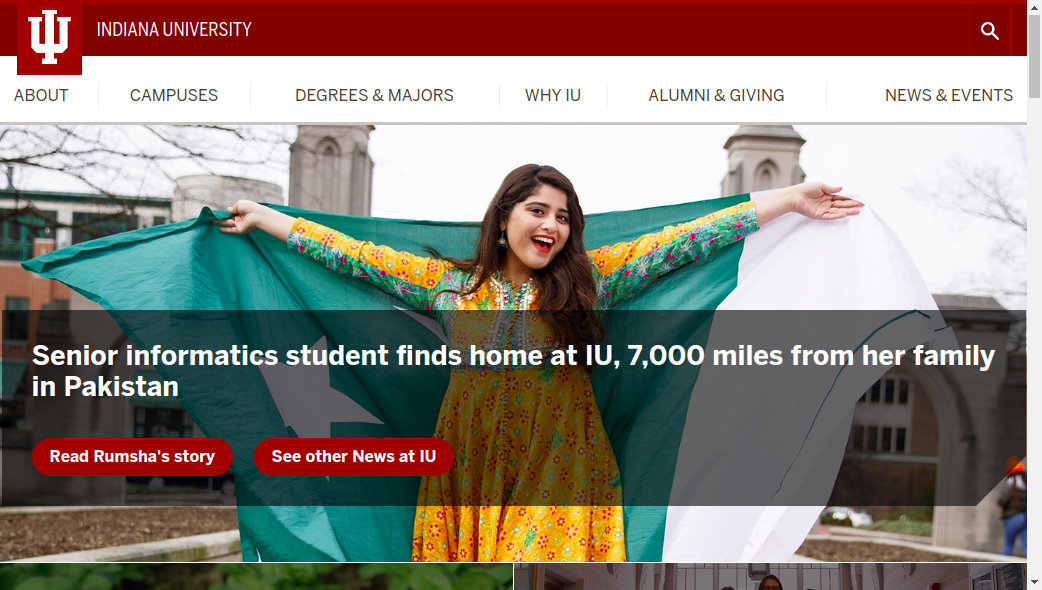 INDIANA UNIVERSITY
ABOUT
CAMPUSES
DEGREES & MAJORS
WHY IU
ALUMNI & GIVING
NEWS & EVENTS
Senior informatics student finds home at IU, 7,000 miles from her family
in Pakistan
Read Rumsha's story
See other News at IU